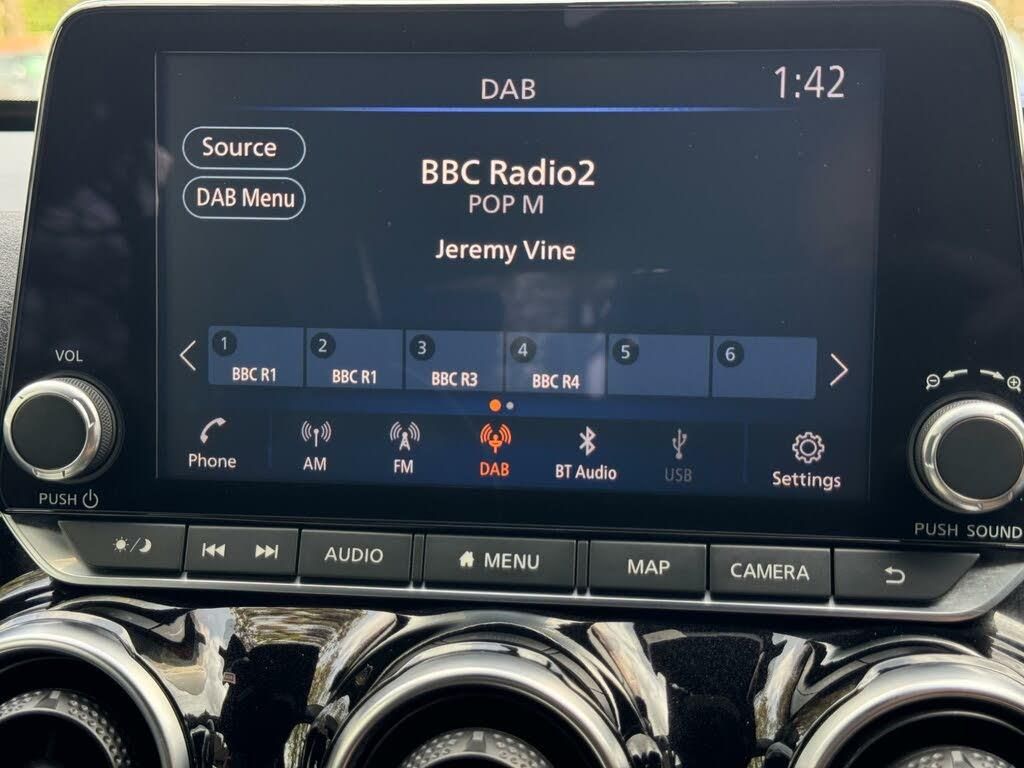 DAB
1:42
Source
BBC Radio2
DAB Menu
POP M
Jeremy Vine
1 2 3 4 5 6
BBC R1 BBC R1 BBC R3 BBC R4
VOL
Phone AM FM DAB BT Audio USB Settings
PUSH
PUSH SOUND
AUDIO MENU MAP CAMERA